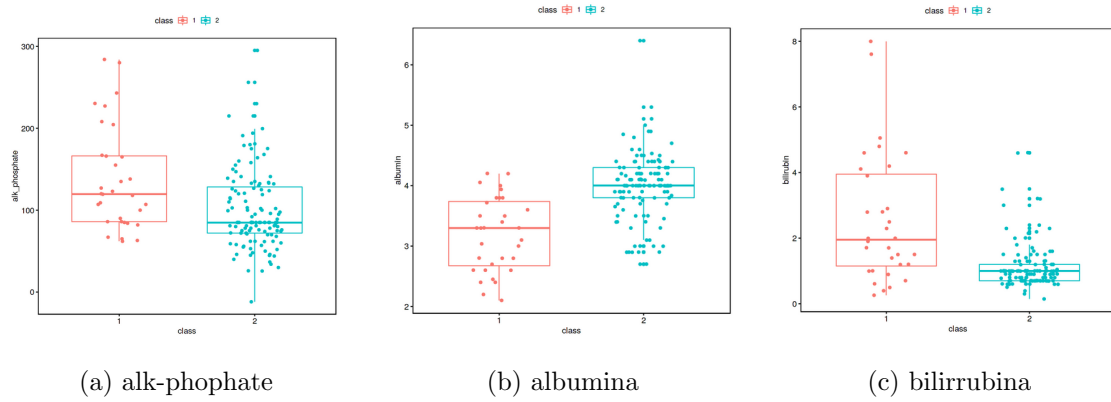 class 1 2
300
200
100
0
alk_phosphate
1 2
class
(a) alk-phophate
class 1 2
6
5
4
3
2
albumin
1 2
class
(b) albumina
class 1 2
8
6
4
2
0
bilirrubin
1 2
class
(c) bilirrubina